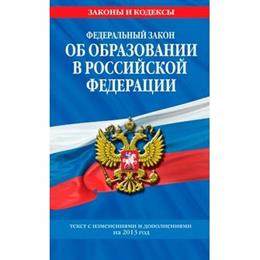 ЗАКОНЫ И КОДЕКСЫ
ФЕДЕРАЛЬНЫЙ ЗАКОН
ОБ ОБРАЗОВАНИИ
В РОССИЙСКОЙ
ФЕДЕРАЦИИ
ТЕКСТ С ИЗМЕНЕНИЯМИ И ДОПОЛНЕНИЯМИ
НА 2013 ГОД